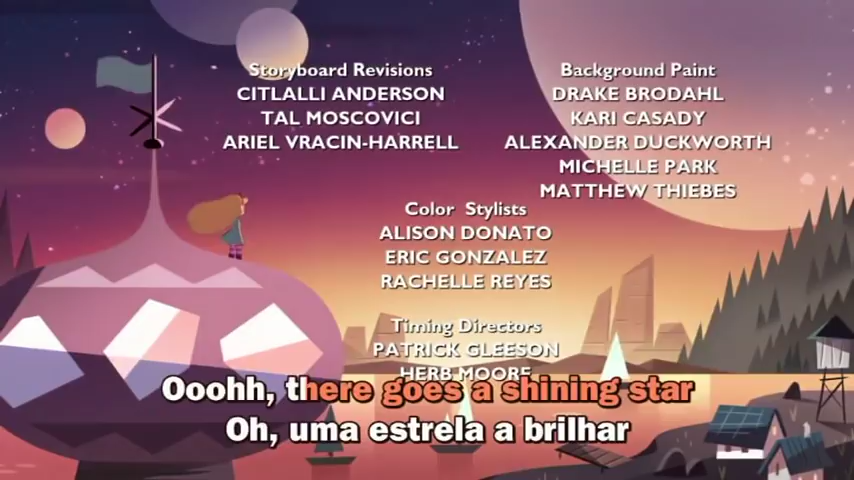 Storyboard Revisions
CITLALLI ANDERSON
TAL MOSCOVICI
ARIEL VRACIN-HARRELL
Background Paint
DRAKE BRODAHL
KARI CASADY
ALEXANDER DUCKWORTH
MICHELLE PARK
MATTHEW THIEBES
Color Stylists
ALISON DONATO
ERIC GONZALEZ
RACHELLE REYES
Timing Directors
PATRICK GLEESON
HERB MOORE
Ooohh, there goes a shining star
Oh, uma estrela a brilhar